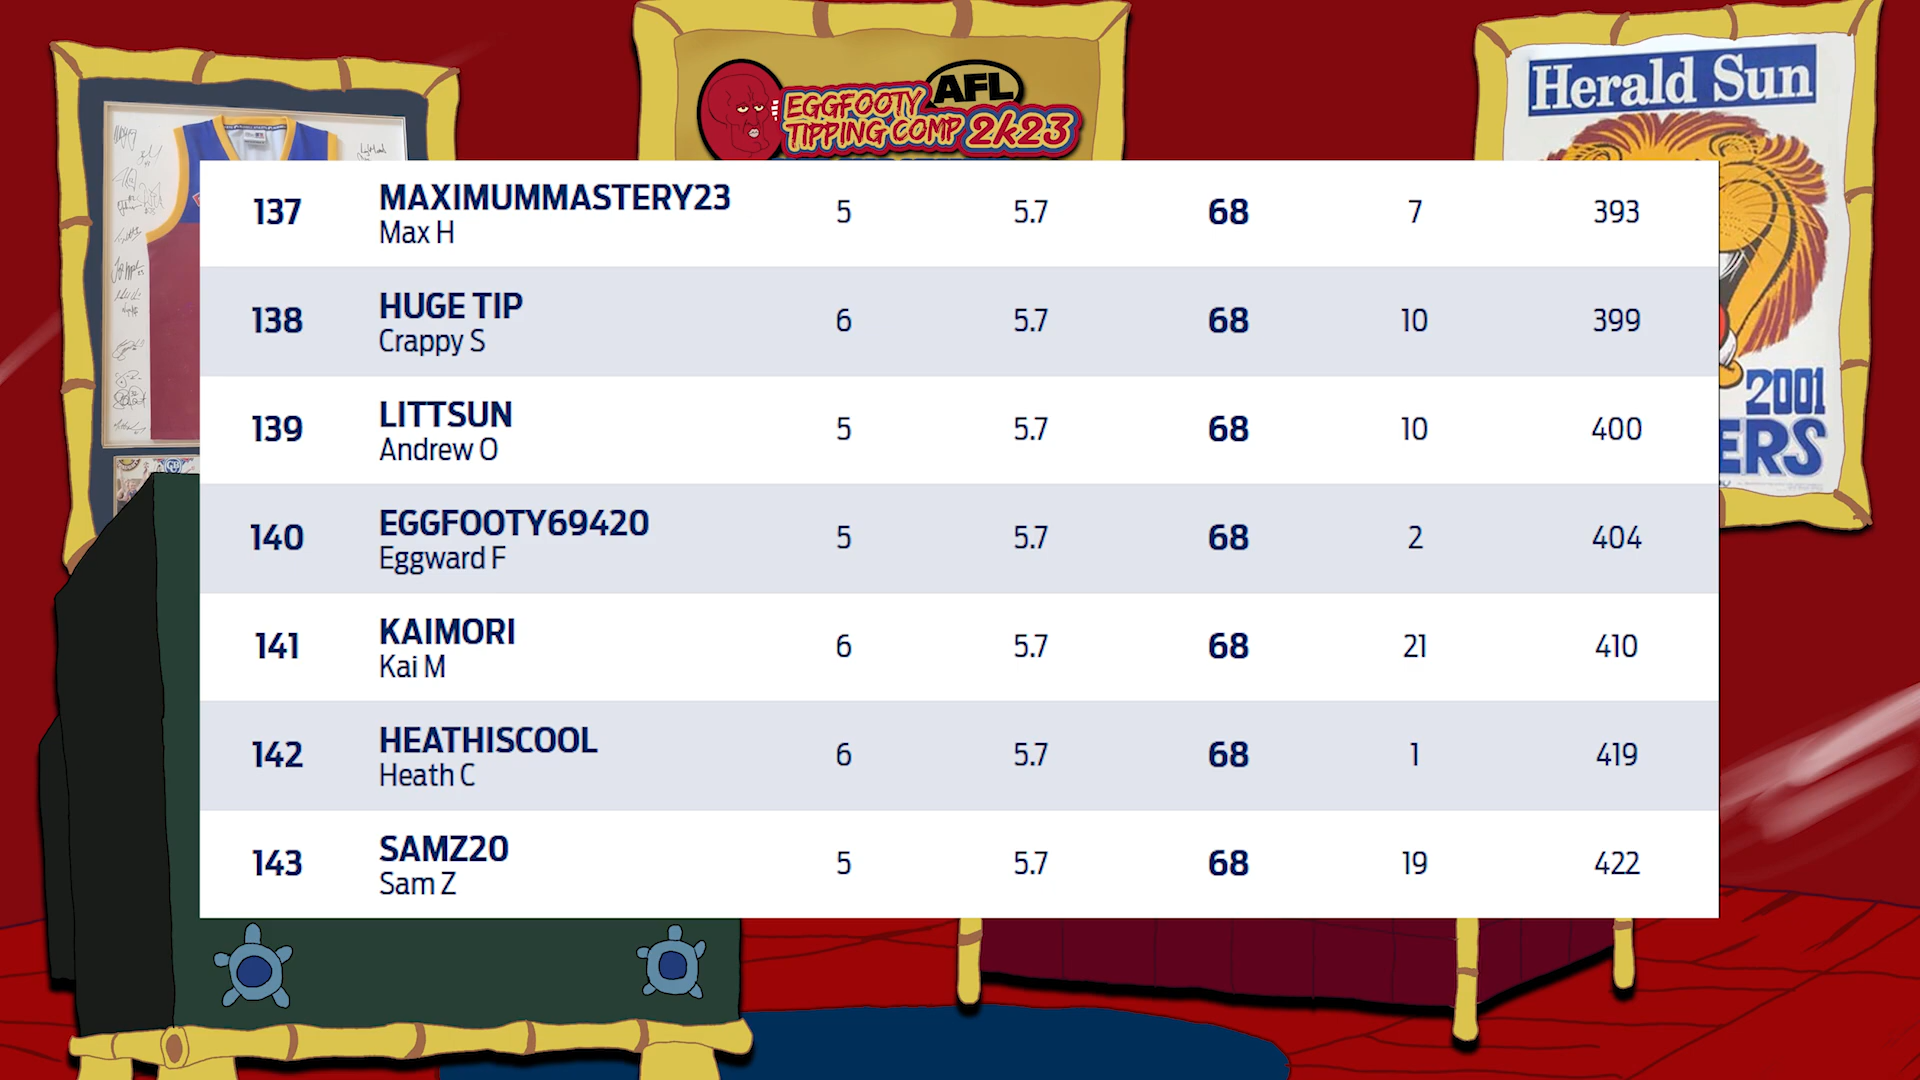 Herald Sun
AFL
EGGFOOTY
TIPPING COMP 2K23
137 MAXIMUMMASTERY23 5 5.7 68 7 393
Max H
138 HUGE TIP 6 5.7 68 10 399
Crappy S
139 LITTSUN 5 5.7 68 10 400
Andrew O
140 EGGFOOTY69420 5 5.7 68 2 404
Eggward F
141 KAIMORI 6 5.7 68 21 410
Kai M
142 HEATHISCOOL 6 5.7 68 1 419
Heath C
143 SAMZ20 5 5.7 68 19 422
Sam Z
2001
ERS